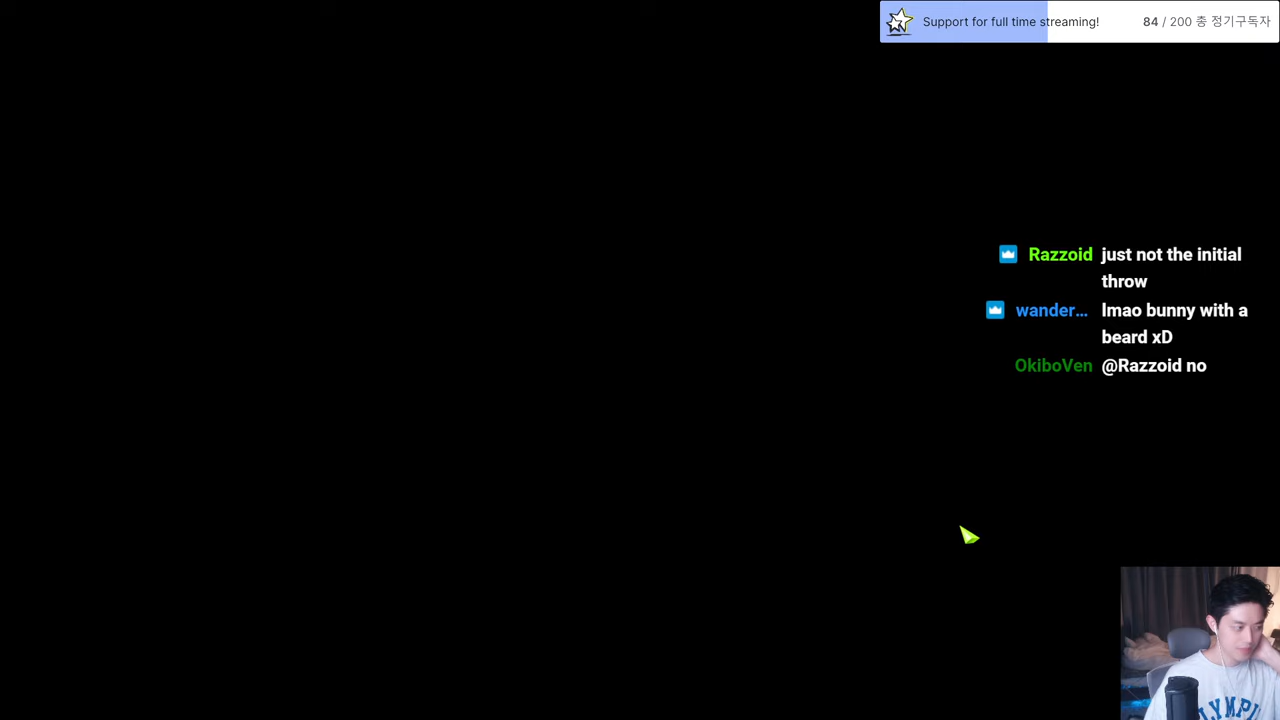 Support for full time streaming! 84 / 200 종 정기구독자
Razzoid just not the initial
throw
wander... lmao bunny with a
beard xD
OkiboVen @Razzoid no